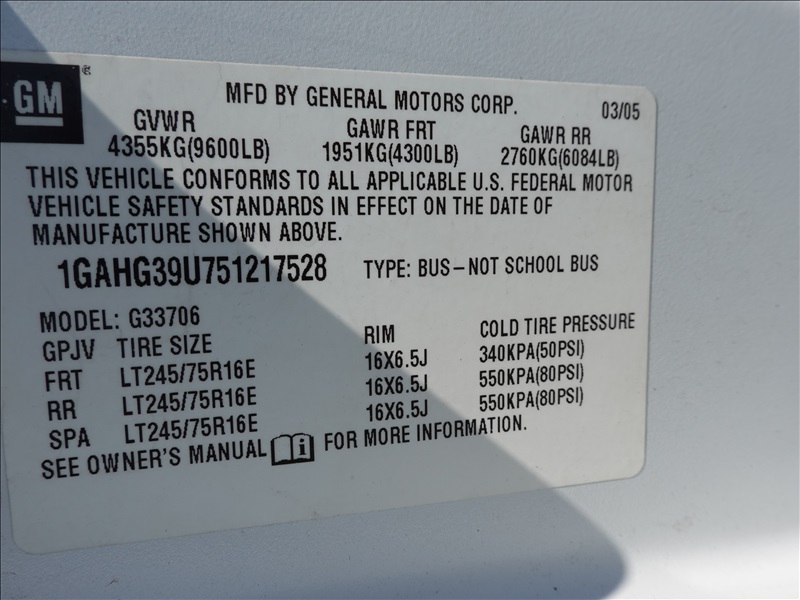 GM
MFD BY GENERAL MOTORS CORP. 03/05
GVWR GAWR FRT GAWR RR
4355KG(9600LB) 1951KG(4300LB) 2760KG(6084LB)
THIS VEHICLE CONFORMS TO ALL APPLICABLE U.S. FEDERAL MOTOR
VEHICLE SAFETY STANDARDS IN EFFECT ON THE DATE OF
MANUFACTURE SHOWN ABOVE.
1GAHG39U751217528 TYPE: BUS–NOT SCHOOL BUS
MODEL: G33706
GPJV TIRE SIZE RIM COLD TIRE PRESSURE
FRT LT245/75R16E 16X6.5J 340KPA(50PSI)
RR LT245/75R16E 16X6.5J 550KPA(80PSI)
SPA LT245/75R16E 16X6.5J 550KPA(80PSI)
SEE OWNER'S MANUAL i FOR MORE INFORMATION.